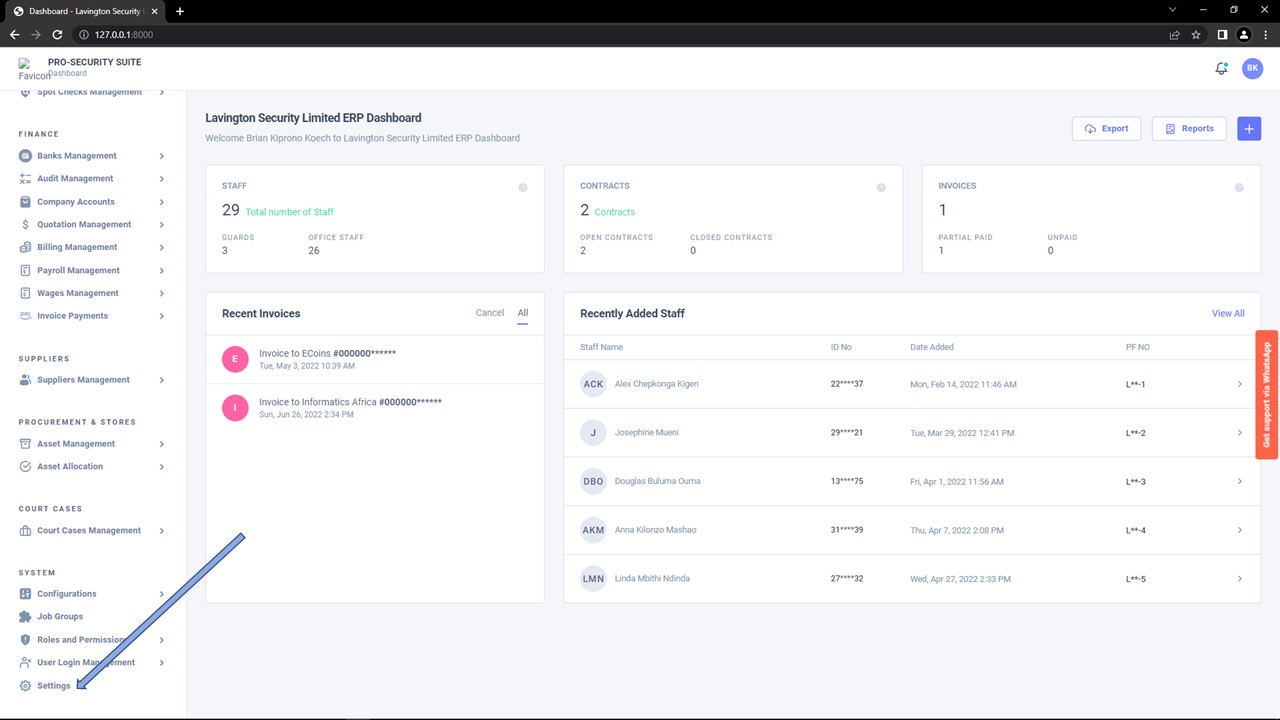 Dashboard - Lavington Security L
127.0.0.1:8000
PRO-SECURITY SUITE
Favicon
Dashboard
BK
Spot Checks Management
FINANCE
Banks Management
Audit Management
Company Accounts
Quotation Management
Billing Management
Payroll Management
Wages Management
Invoice Payments
SUPPLIERS
Suppliers Management
PROCUREMENT & STORES
Asset Management
Asset Allocation
COURT CASES
Court Cases Management
SYSTEM
Configurations
Job Groups
Roles and Permissions
User Login Management
Settings
Lavington Security Limited ERP Dashboard
Welcome Brian Kiprono Koech to Lavington Security Limited ERP Dashboard
Export
Reports
STAFF
29 Total number of Staff
GUARDS OFFICE STAFF
3 26
CONTRACTS
2 Contracts
OPEN CONTRACTS CLOSED CONTRACTS
2 0
INVOICES
1
PARTIAL PAID UNPAID
1 0
Recent Invoices Cancel All
E Invoice to ECoins #000000******
Tue, May 3, 2022 10:39 AM
I Invoice to Informatics Africa #000000******
Sun, Jun 26, 2022 2:34 PM
Recently Added Staff View All
Staff Name ID No Date Added PF NO
ACK Alex Chepkonga Kigen 22****37 Mon, Feb 14, 2022 11:46 AM L**-1
J Josephine Mueni 29****21 Tue, Mar 29, 2022 12:41 PM L**-2
DBO Douglas Buluma Ouma 13****75 Fri, Apr 1, 2022 11:56 AM L**-3
AKM Anna Kilonzo Mashao 31****39 Thu, Apr 7, 2022 2:08 PM L**-4
LMN Linda Mbithi Ndinda 27****32 Wed, Apr 27, 2022 2:33 PM L**-5
Get support via WhatsApp